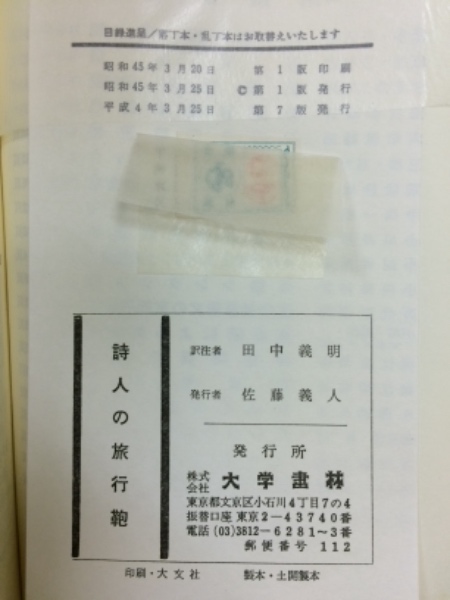 目録進呈/落丁本・乱丁本はお取替えいたします
昭和45年3月20日 第1版印刷
昭和45年3月25日 ©第1版発行
平成4年3月25日 第7版発行
詩人の旅行鞄
訳注者 田中義明
発行者 佐藤義人
発行所
株式会社 大学書林
東京都文京区小石川4丁目7の4
振替口座 東京2-43740番
電話 (03)3812-6281〜3番
郵便番号 112
印刷・大文社 製本・土開製本